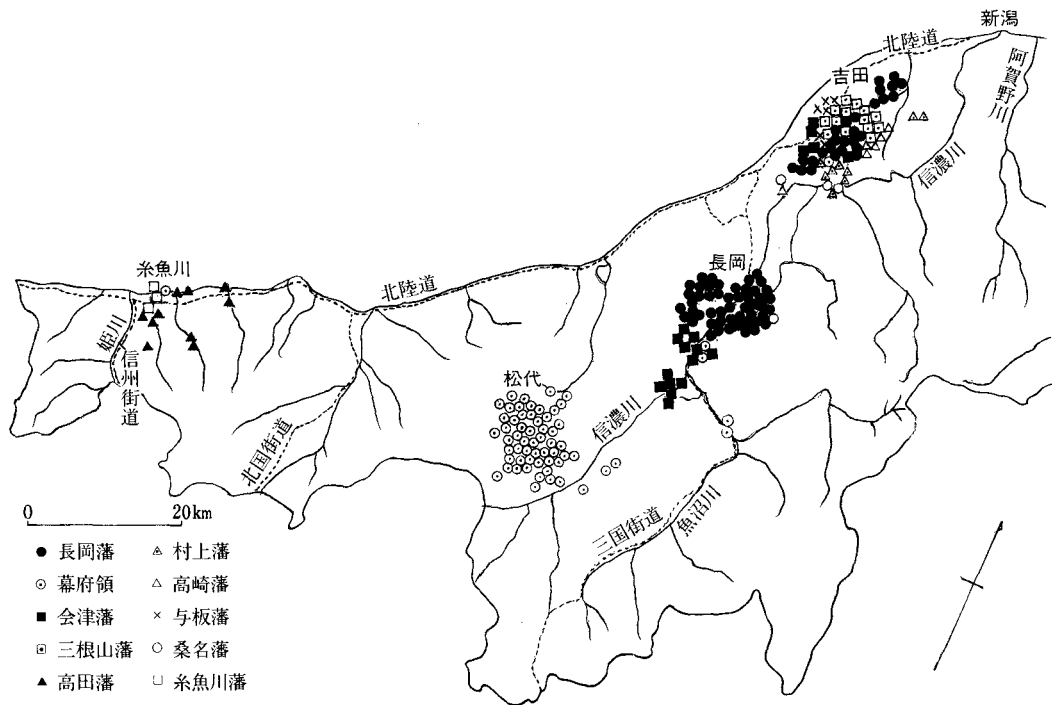 新潟
北陸道
阿賀野川
吉田
信濃川
長岡
糸魚川
北陸道
姫川
信州街道
松代
信濃川
北国街道
三国街道
魚沼川
0 20km
● 長岡藩
村上藩
幕府領
△ 高崎藩
■ 会津藩
× 与板藩
三根山藩
○ 桑名藩
▲ 高田藩
糸魚川藩